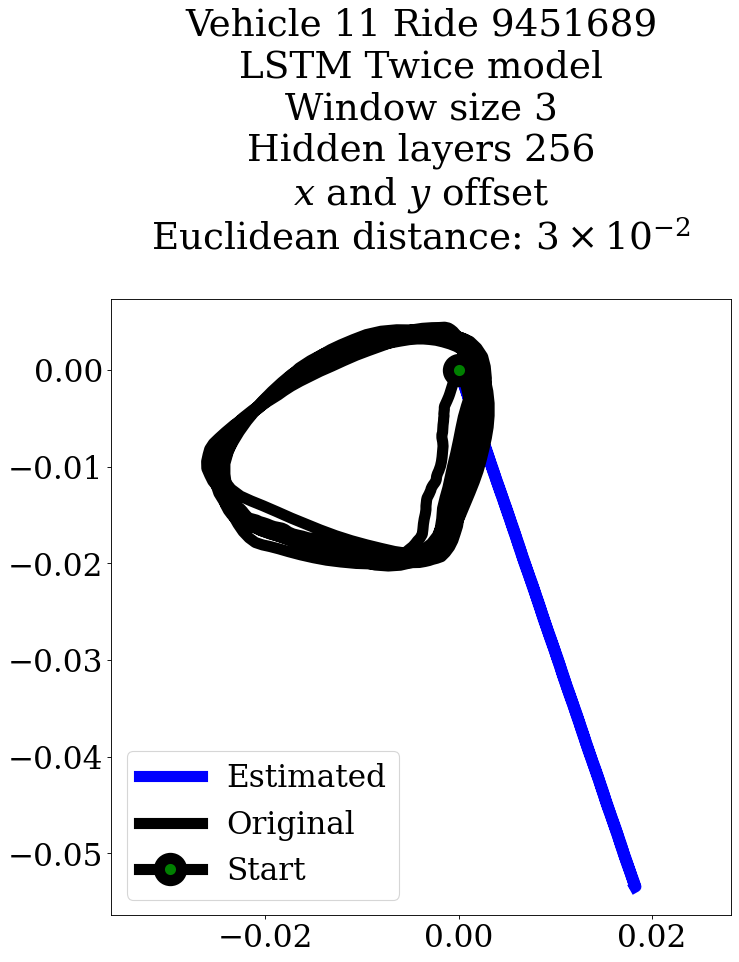 Vehicle 11 Ride 9451689
LSTM Twice model
Window size 3
Hidden layers 256
x and y offset
Euclidean distance: 3 × 10⁻²
0.00
−0.01
−0.02
−0.03
−0.04
−0.05
Estimated
Original
Start
−0.02 0.00 0.02